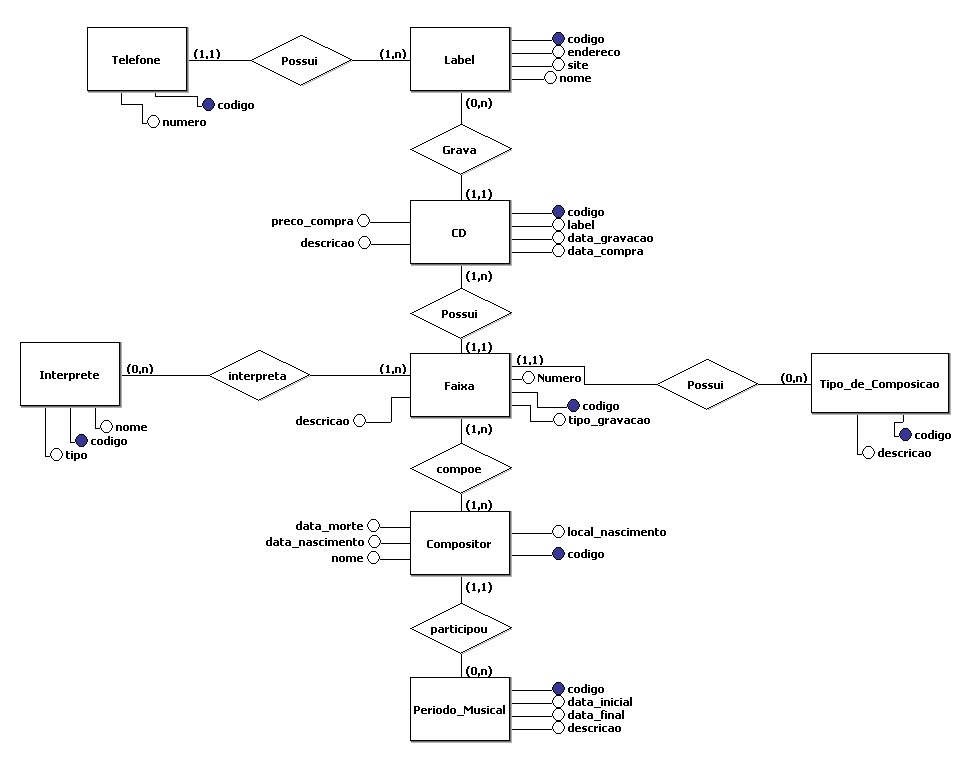 Telefone
(1,1)
Possui
(1,n)
Label
codigo
endereco
site
nome
codigo
numero
(0,n)
Grava
(1,1)
CD
preco_compra
descricao
codigo
label
data_gravacao
data_compra
(1,n)
Possui
(1,1)
Interprete
(0,n)
interpreta
(1,n)
Faixa
(1,1)
Numero
codigo
tipo_gravacao
descricao
Possui
(0,n)
Tipo_de_Composicao
codigo
descricao
nome
codigo
tipo
(1,n)
compoe
(1,n)
Compositor
data_morte
data_nascimento
nome
local_nascimento
codigo
(1,1)
participou
(0,n)
Periodo_Musical
codigo
data_inicial
data_final
descricao